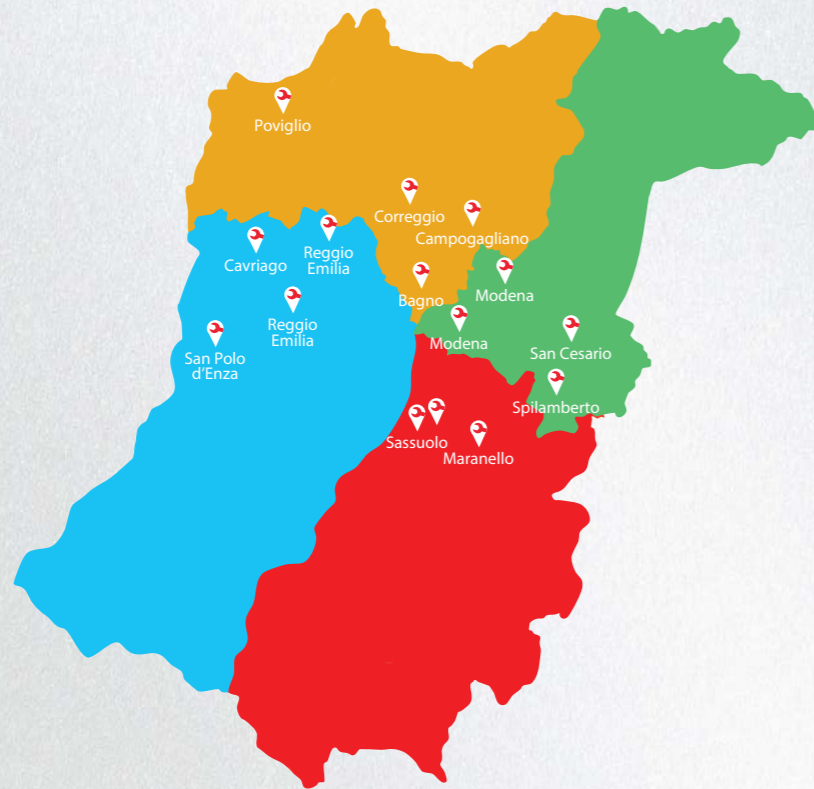 Poviglio
Correggio
Campogagliano
Cavriago
Reggio
Emilia
Bagno
Modena
Reggio
Emilia
Modena
San Cesario
San Polo
d'Enza
Spilamberto
Sassuolo
Maranello